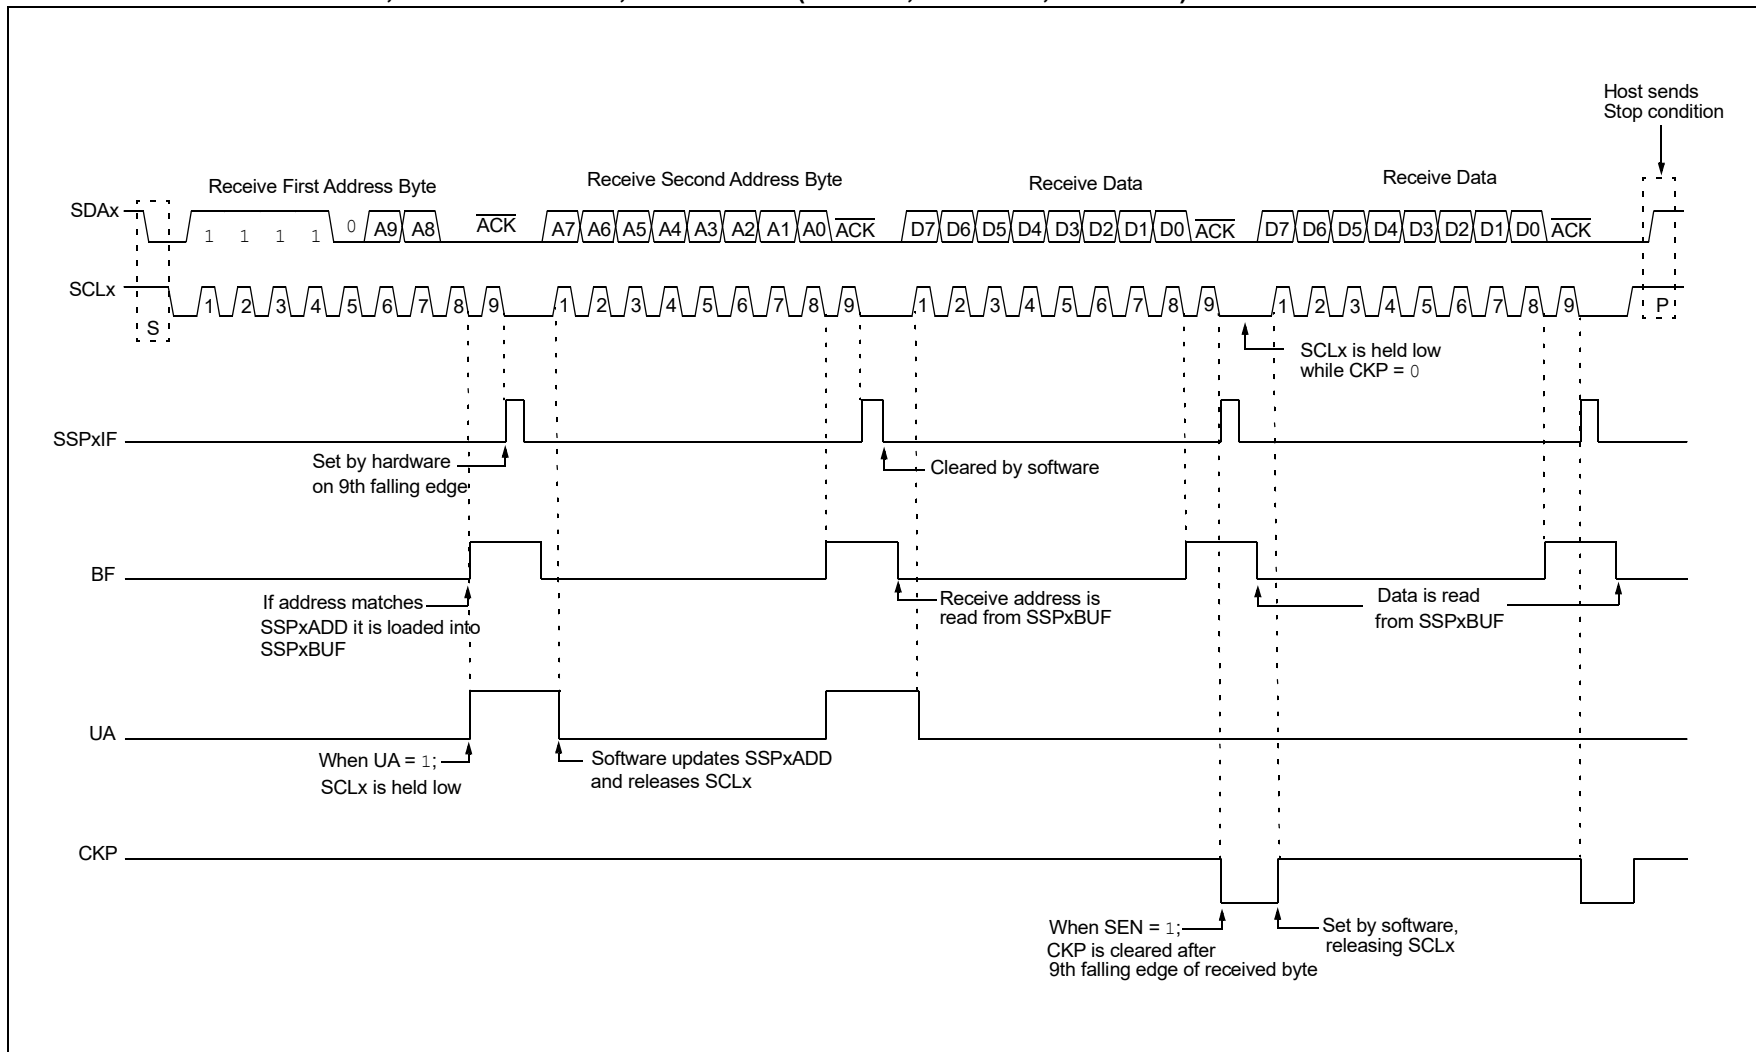 Host sends
Stop condition
Receive First Address Byte
Receive Second Address Byte
Receive Data
Receive Data
SDAx
1 1 1 1 0 A9 A8 ACK A7 A6 A5 A4 A3 A2 A1 A0 ACK D7 D6 D5 D4 D3 D2 D1 D0 ACK D7 D6 D5 D4 D3 D2 D1 D0 ACK
SCLx
S 1 2 3 4 5 6 7 8 9 1 2 3 4 5 6 7 8 9 1 2 3 4 5 6 7 8 9 1 2 3 4 5 6 7 8 9 P
SCLx is held low
while CKP = 0
SSPxIF
Set by hardware
on 9th falling edge
Cleared by software
BF
If address matches
SSPxADD it is loaded into
SSPxBUF
Receive address is
read from SSPxBUF
Data is read
from SSPxBUF
UA
When UA = 1;
SCLx is held low
Software updates SSPxADD
and releases SCLx
CKP
When SEN = 1;
CKP is cleared after
9th falling edge of received byte
Set by software,
releasing SCLx